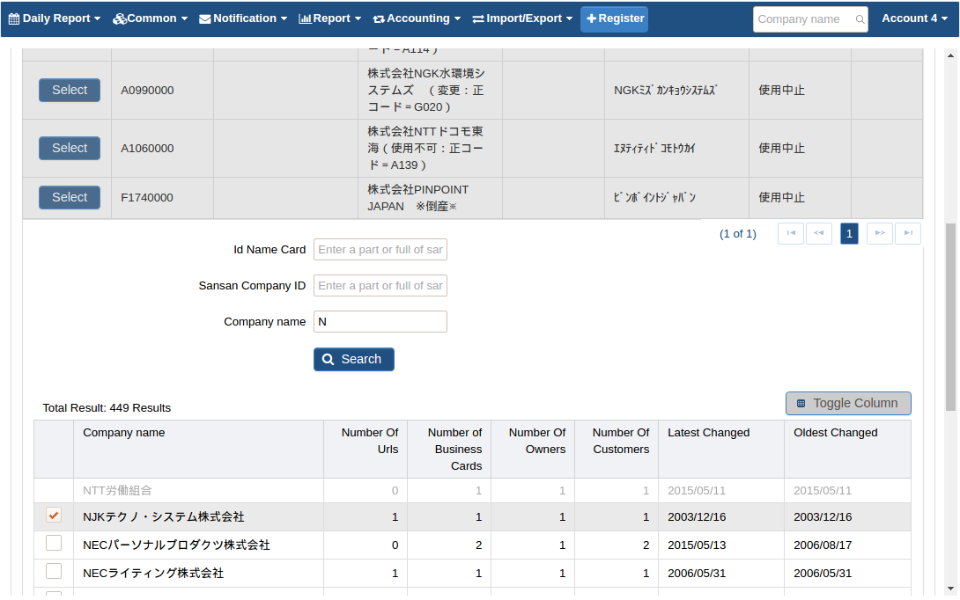 Daily Report Common Notification Report Accounting Import/Export Register Company name Account 4
コード=A114)
Select A0990000 株式会社NGK水環境システムズ (変更:正コード=G020) NGKﾐｽﾞｶﾝｷｮｳｼｽﾃﾑｽﾞ 使用中止
Select A1060000 株式会社NTTドコモ東海(使用不可:正コード=A139) ｴﾇﾃｨﾃｨﾄﾞｺﾓﾄｳｶｲ 使用中止
Select F1740000 株式会社PINPOINT JAPAN ※倒産※ ﾋﾟﾝﾎﾟｲﾝﾄｼﾞｬﾊﾟﾝ 使用中止
(1 of 1) 1
Id Name Card Enter a part or full of sar
Sansan Company ID Enter a part or full of sar
Company name N
Search
Total Result: 449 Results Toggle Column
Company name Number Of Urls Number of Business Cards Number Of Owners Number Of Customers Latest Changed Oldest Changed
NTT労働組合 0 1 1 1 2015/05/11 2015/05/11
NJKテクノ・システム株式会社 1 1 1 1 2003/12/16 2003/12/16
NECパーソナルプロダクツ株式会社 0 2 1 2 2015/05/13 2006/08/17
NECライティング株式会社 1 1 1 1 2006/05/31 2006/05/31